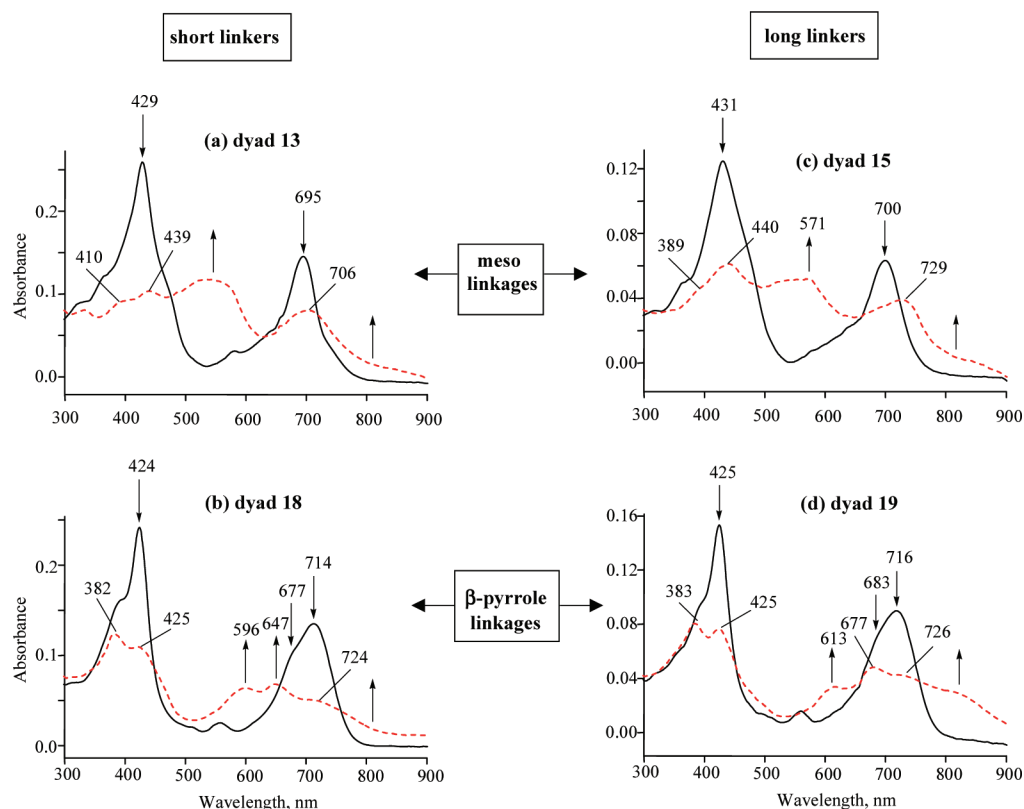 short linkers
long linkers
429
(a) dyad 13
695
410
439
706
0.2
0.1
0.0
Absorbance
300 400 500 600 700 800 900
431
(c) dyad 15
700
389
440
571
729
0.12
0.08
0.04
0.00
Absorbance
300 400 500 600 700 800 900
meso
linkages
424
(b) dyad 18
714
382
677
425
596
647
724
0.2
0.1
0.0
Absorbance
300 400 500 600 700 800 900
Wavelength, nm
425
(d) dyad 19
716
383
683
425
677
613
726
0.16
0.12
0.08
0.04
0.00
Absorbance
300 400 500 600 700 800 900
Wavelength, nm
β-pyrrole
linkages